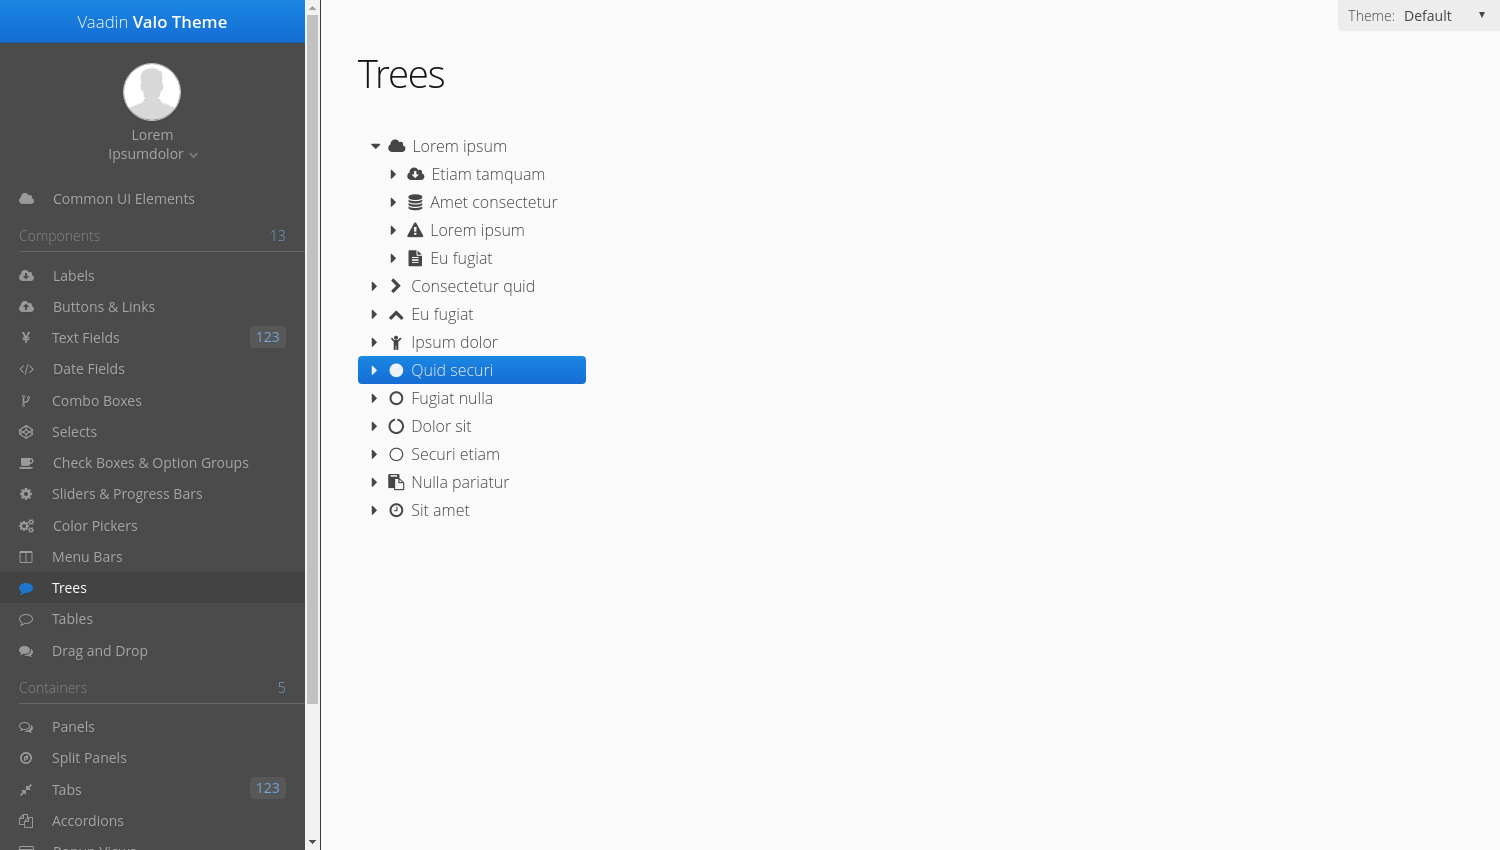 Vaadin Valo Theme
Lorem
Ipsumdolor
Common UI Elements
Components 13
Labels
Buttons & Links
Text Fields 123
Date Fields
Combo Boxes
Selects
Check Boxes & Option Groups
Sliders & Progress Bars
Color Pickers
Menu Bars
Trees
Tables
Drag and Drop
Containers 5
Panels
Split Panels
Tabs 123
Accordions
Popup Views
Theme: Default
Trees
Lorem ipsum
Etiam tamquam
Amet consectetur
Lorem ipsum
Eu fugiat
Consectetur quid
Eu fugiat
Ipsum dolor
Quid securi
Fugiat nulla
Dolor sit
Securi etiam
Nulla pariatur
Sit amet